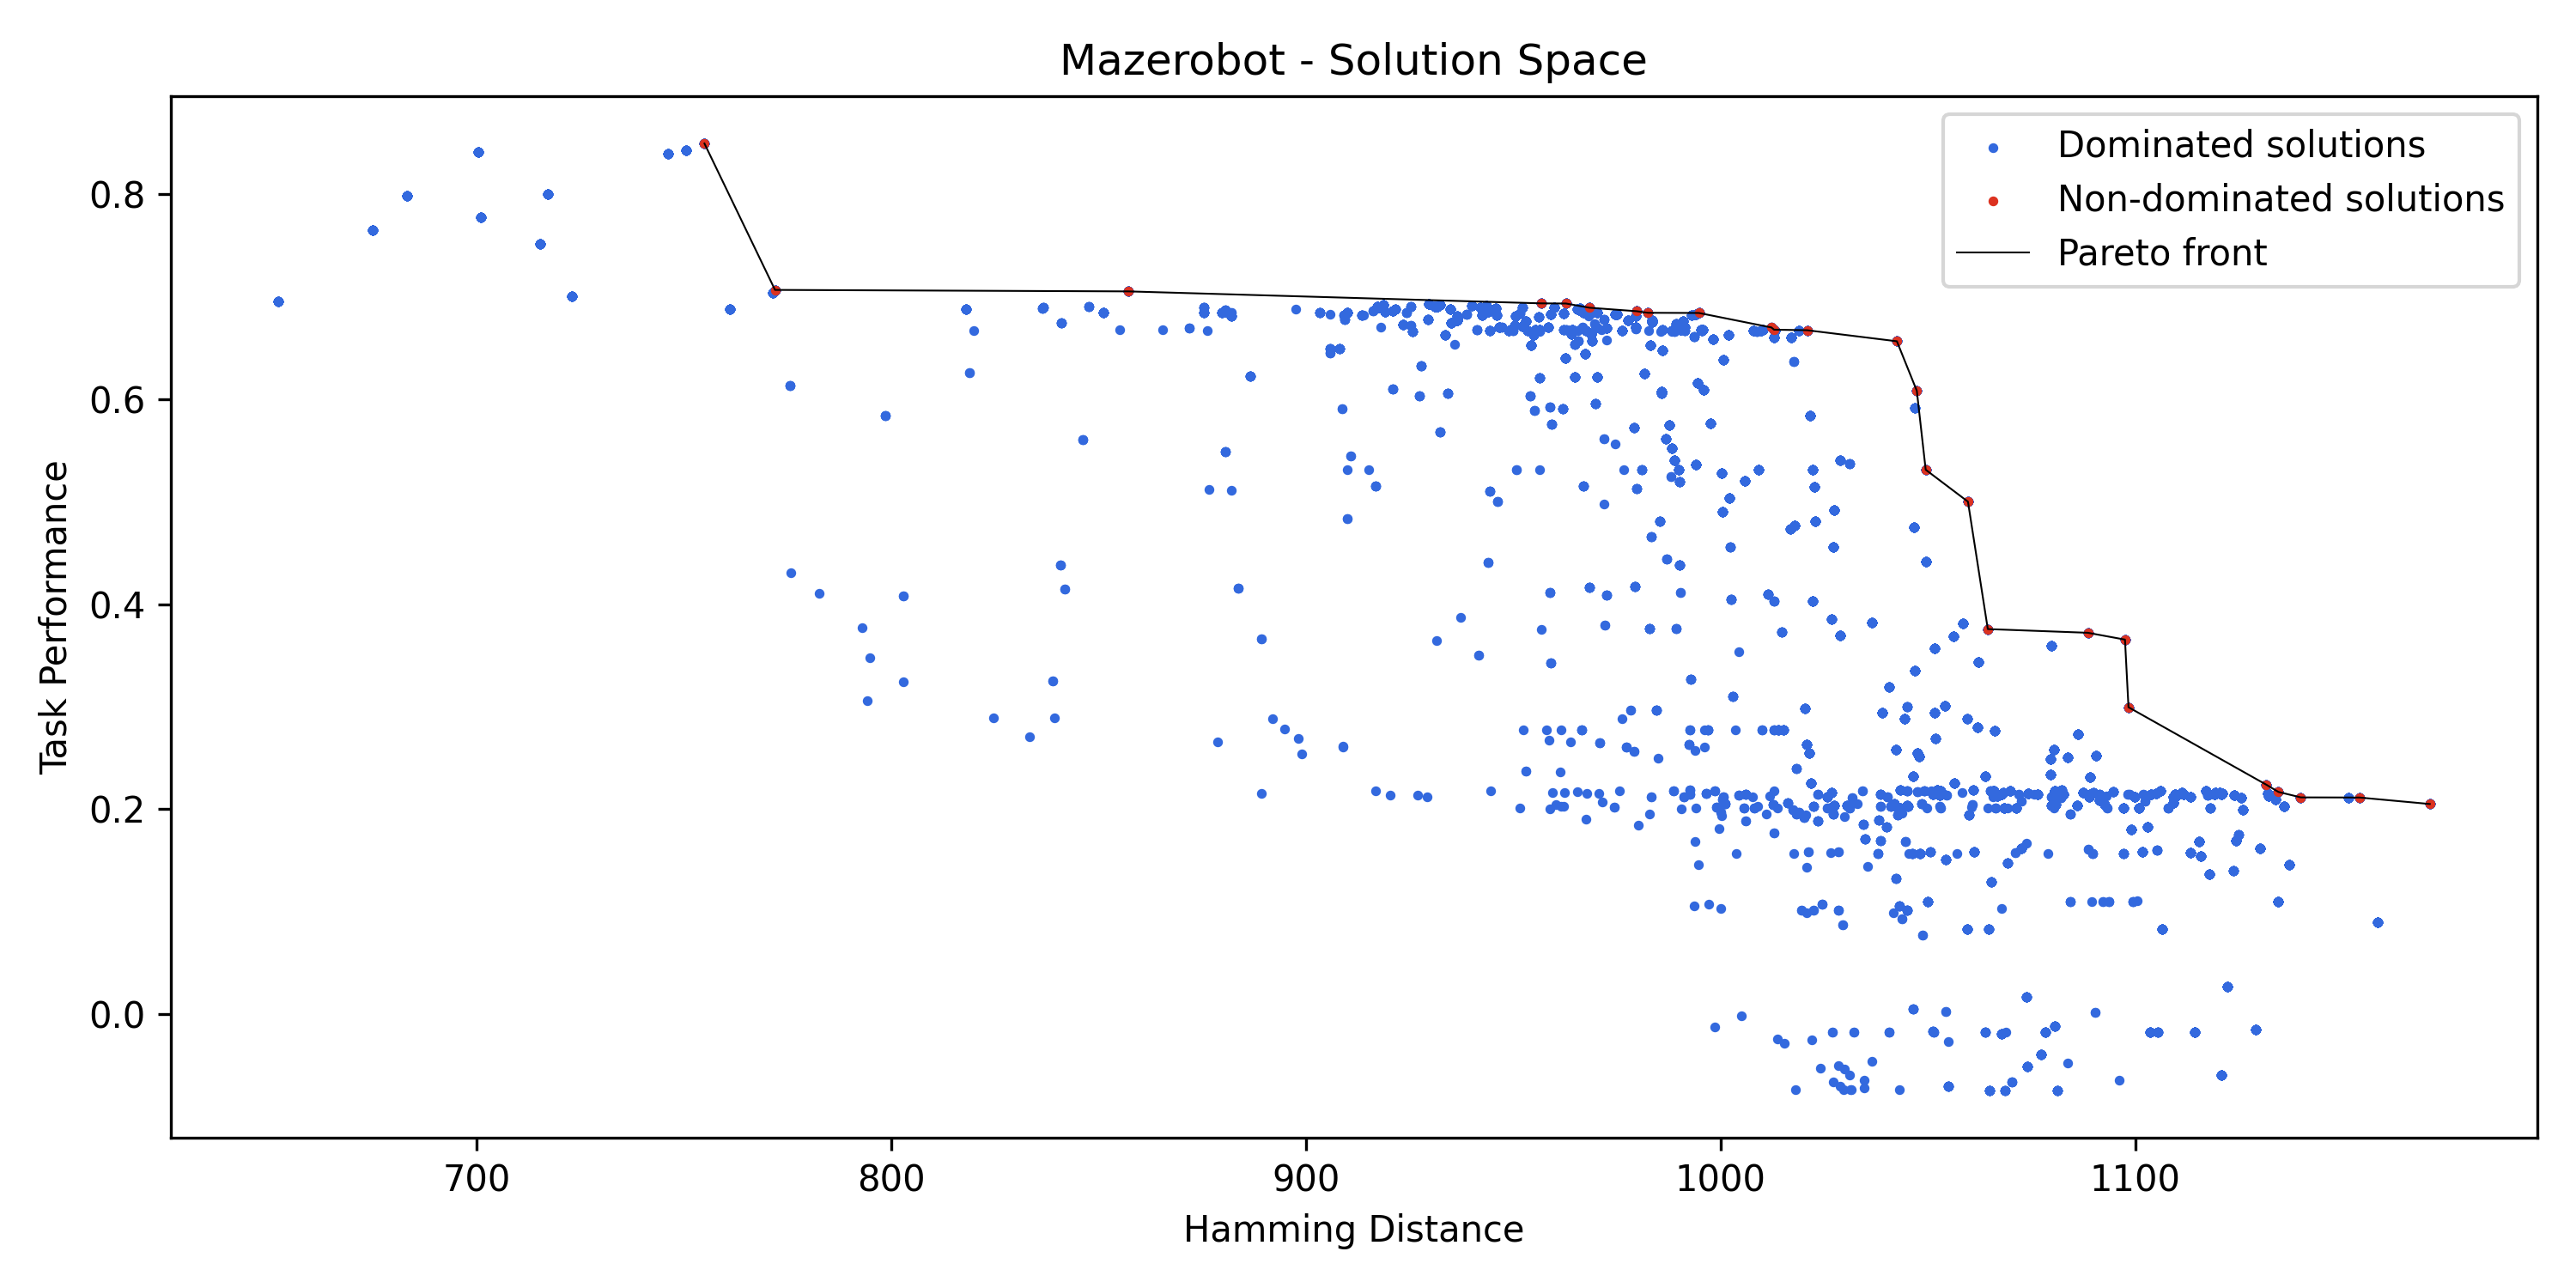 Mazerobot - Solution Space
Dominated solutions
Non-dominated solutions
Pareto front
Task Performance
0.8
0.6
0.4
0.2
0.0
700 800 900 1000 1100
Hamming Distance